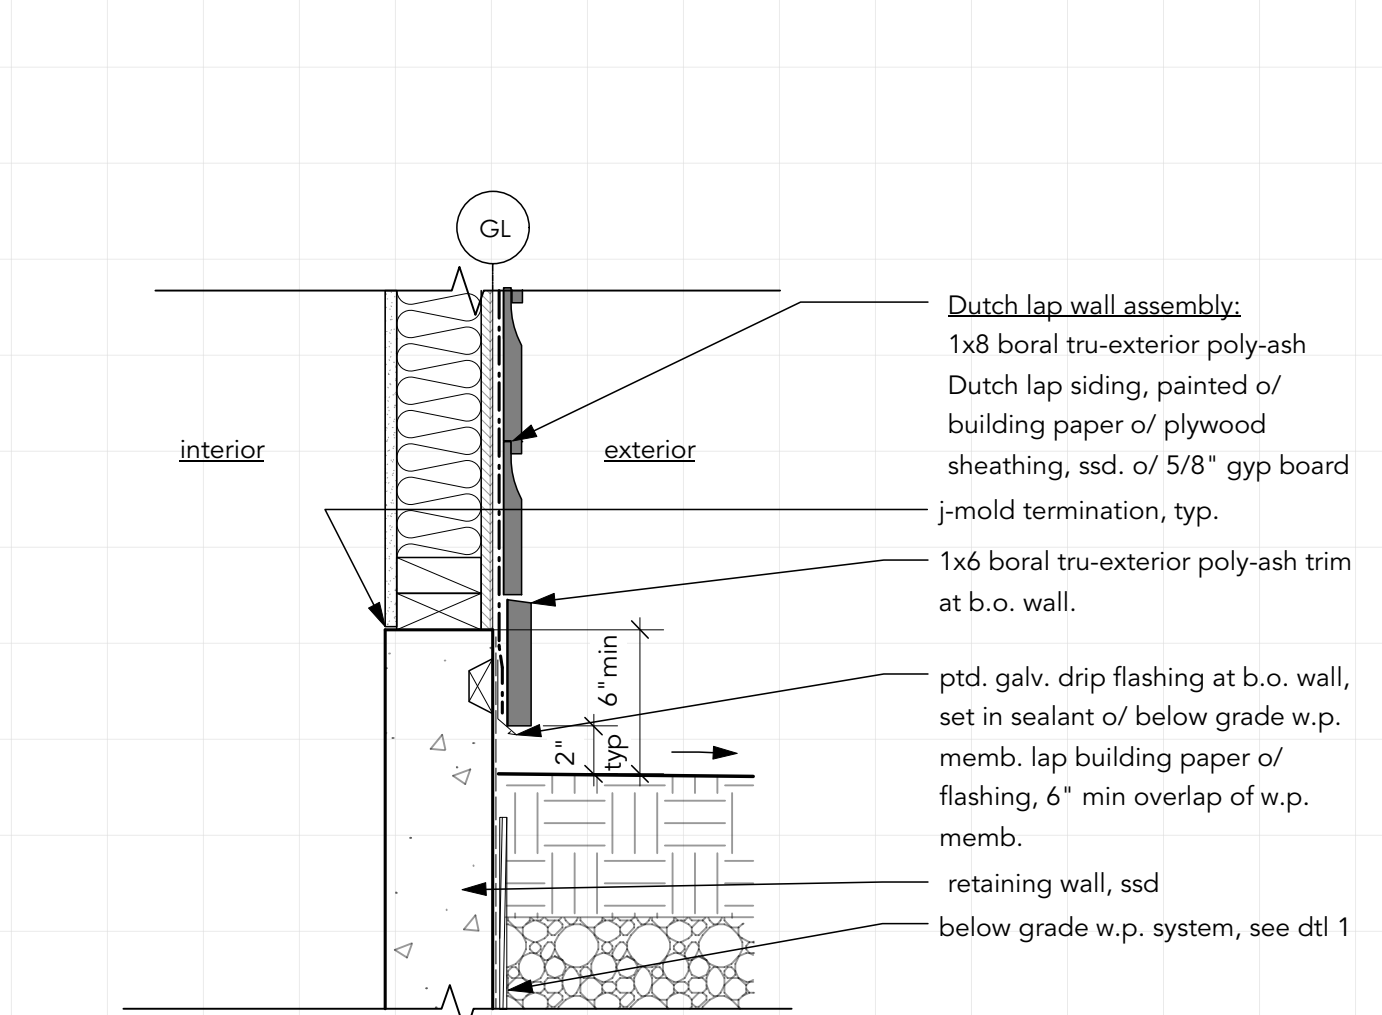 GL
Dutch lap wall assembly:
1x8 boral tru-exterior poly-ash
Dutch lap siding, painted o/
building paper o/ plywood
sheathing, ssd. o/ 5/8" gyp board
interior
exterior
j-mold termination, typ.
1x6 boral tru-exterior poly-ash trim
at b.o. wall.
6"min
2"
typ
ptd. galv. drip flashing at b.o. wall,
set in sealant o/ below grade w.p.
memb. lap building paper o/
flashing, 6" min overlap of w.p.
memb.
retaining wall, ssd
below grade w.p. system, see dtl 1